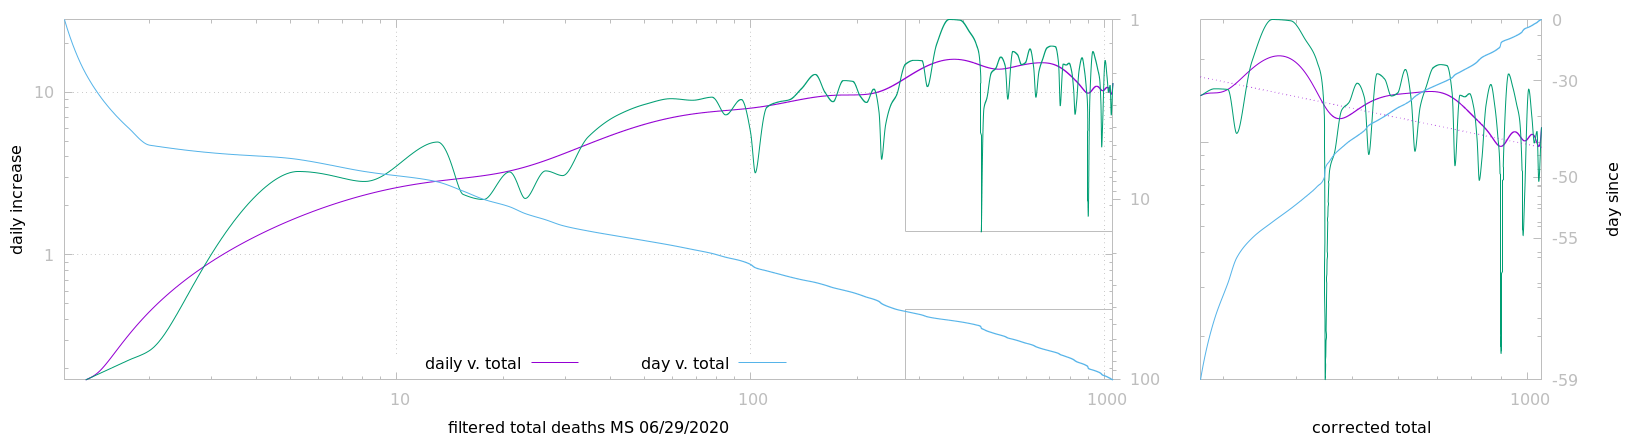 daily increase
10
1
daily v. total
day v. total
10
100
1000
filtered total deaths MS 06/29/2020
1
10
100
0
-30
-50
-55
-59
day since
1000
corrected total